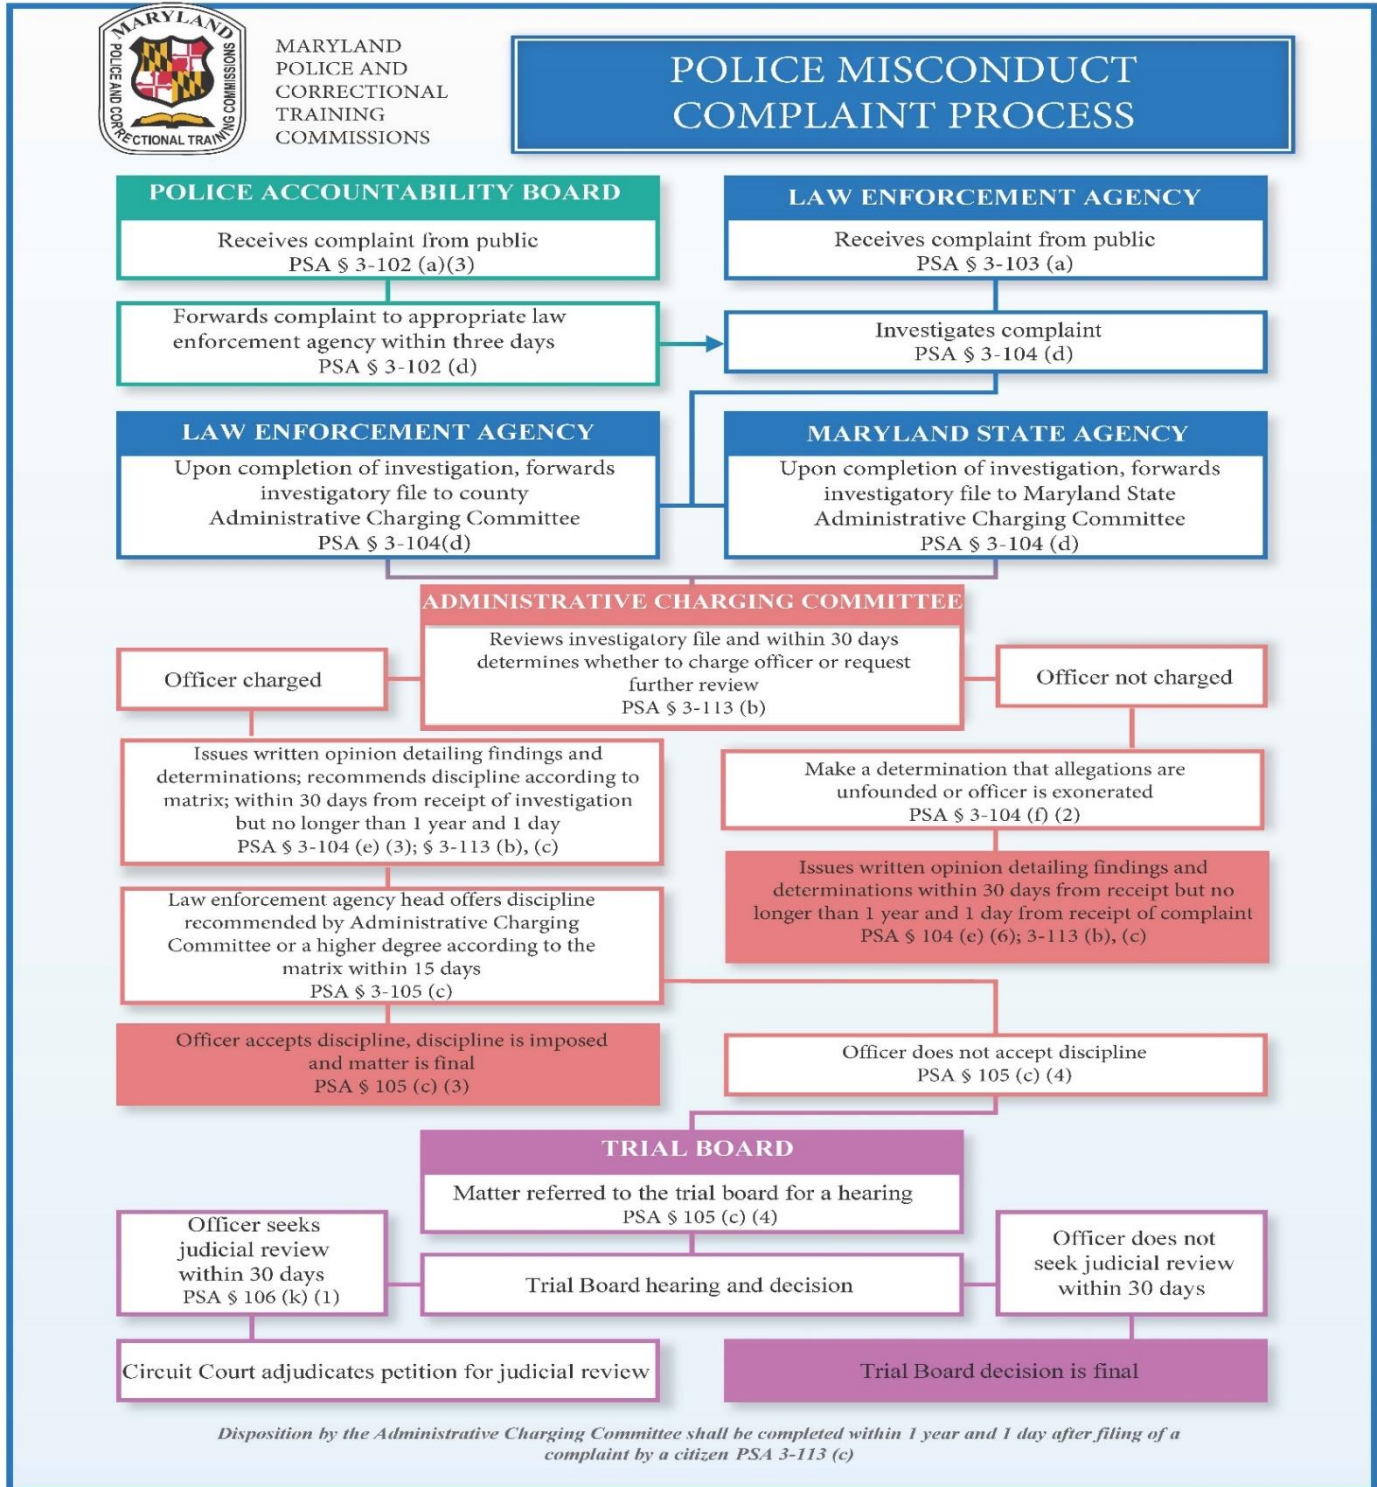 MARYLAND
POLICE AND CORRECTIONAL TRAINING COMMISSIONS
MARYLAND
POLICE AND
CORRECTIONAL
TRAINING
COMMISSIONS
POLICE MISCONDUCT
COMPLAINT PROCESS
POLICE ACCOUNTABILITY BOARD
Receives complaint from public
PSA § 3-102 (a)(3)
Forwards complaint to appropriate law
enforcement agency within three days
PSA § 3-102 (d)
LAW ENFORCEMENT AGENCY
Receives complaint from public
PSA § 3-103 (a)
Investigates complaint
PSA § 3-104 (d)
LAW ENFORCEMENT AGENCY
Upon completion of investigation, forwards
investigatory file to county
Administrative Charging Committee
PSA § 3-104(d)
MARYLAND STATE AGENCY
Upon completion of investigation, forwards
investigatory file to Maryland State
Administrative Charging Committee
PSA § 3-104 (d)
ADMINISTRATIVE CHARGING COMMITTEE
Reviews investigatory file and within 30 days
determines whether to charge officer or request
further review
PSA § 3-113 (b)
Officer charged
Officer not charged
Issues written opinion detailing findings and
determinations; recommends discipline according to
matrix; within 30 days from receipt of investigation
but no longer than 1 year and 1 day
PSA § 3-104 (e) (3); § 3-113 (b), (c)
Make a determination that allegations are
unfounded or officer is exonerated
PSA § 3-104 (f) (2)
Issues written opinion detailing findings and
determinations within 30 days from receipt but no
longer than 1 year and 1 day from receipt of complaint
PSA § 104 (e) (6); 3-113 (b), (c)
Law enforcement agency head offers discipline
recommended by Administrative Charging
Committee or a higher degree according to the
matrix within 15 days
PSA § 3-105 (c)
Officer accepts discipline, discipline is imposed
and matter is final
PSA § 105 (c) (3)
Officer does not accept discipline
PSA § 105 (c) (4)
TRIAL BOARD
Matter referred to the trial board for a hearing
PSA § 105 (c) (4)
Officer seeks
judicial review
within 30 days
PSA § 106 (k) (1)
Trial Board hearing and decision
Officer does not
seek judicial review
within 30 days
Circuit Court adjudicates petition for judicial review
Trial Board decision is final
Disposition by the Administrative Charging Committee shall be completed within 1 year and 1 day after filing of a
complaint by a citizen PSA 3-113 (c)